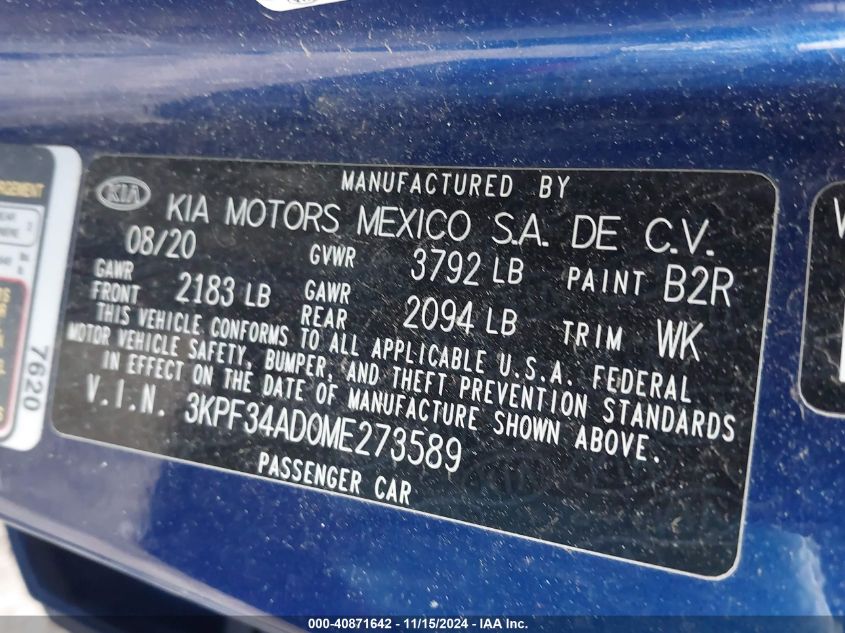 MANUFACTURED BY
KIA KIA MOTORS MEXICO S.A. DE C.V.
08/20 GVWR 3792 LB PAINT B2R
GAWR FRONT 2183 LB GAWR REAR 2094 LB TRIM WK
THIS VEHICLE CONFORMS TO ALL APPLICABLE U.S.A. FEDERAL
MOTOR VEHICLE SAFETY, BUMPER, AND THEFT PREVENTION STANDARDS
IN EFFECT ON THE DATE OF MANUFACTURE SHOWN ABOVE.
V.I.N. 3KPF34AD0ME273589
PASSENGER CAR
7620
000-40871642 - 11/15/2024 - IAAI Inc.